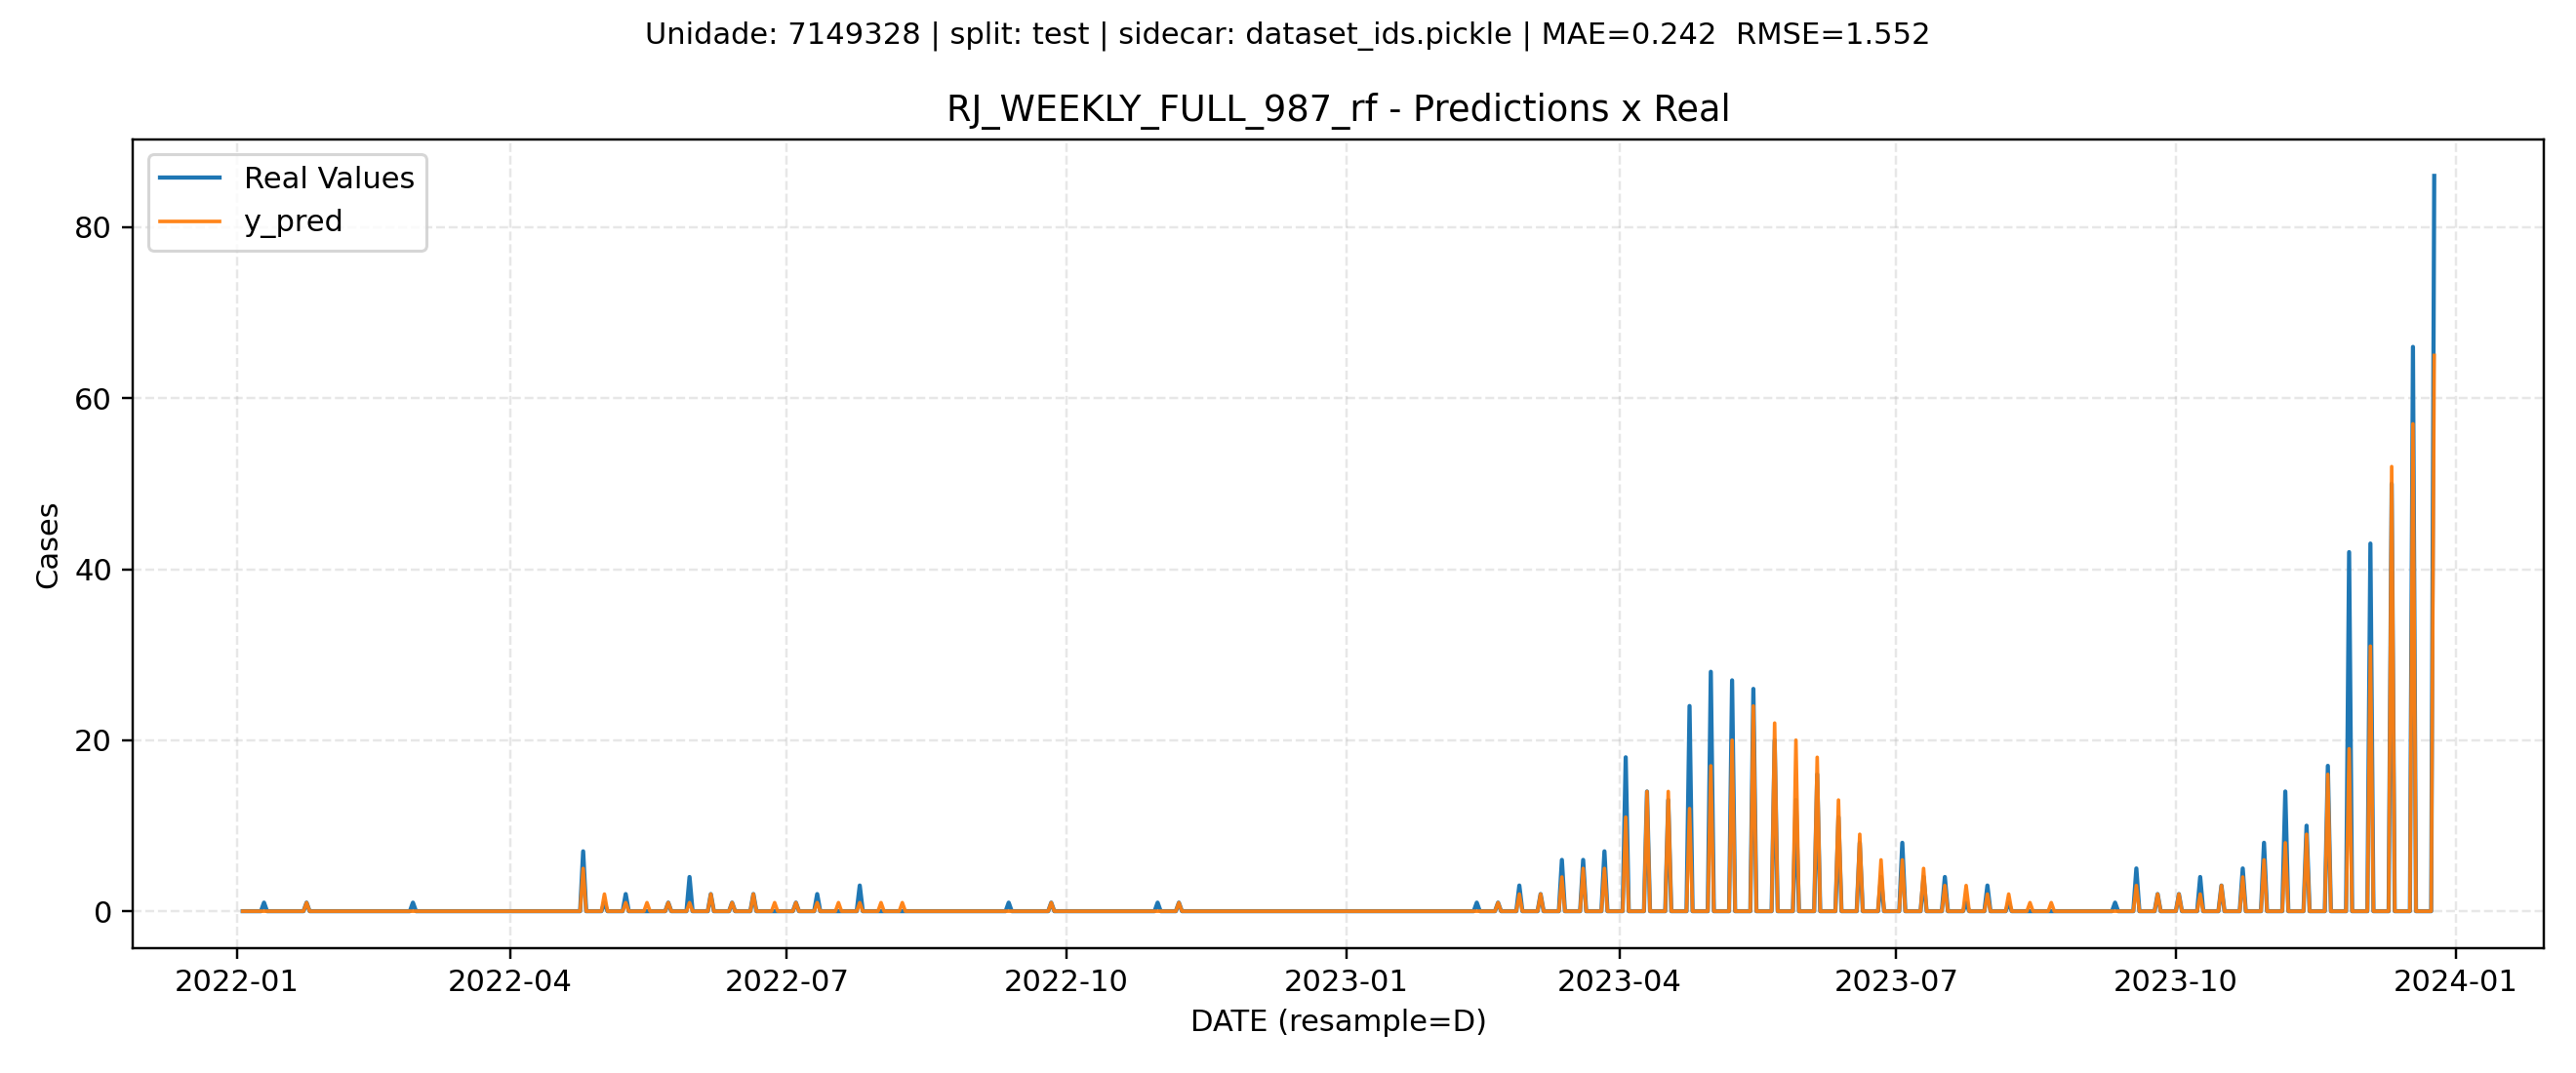 Unidade: 7149328 | split: test | sidecar: dataset_ids.pickle | MAE=0.242  RMSE=1.552
RJ_WEEKLY_FULL_987_rf - Predictions x Real
Real Values
y_pred
80
60
40
20
0
Cases
2022-01 2022-04 2022-07 2022-10 2023-01 2023-04 2023-07 2023-10 2024-01
DATE (resample=D)